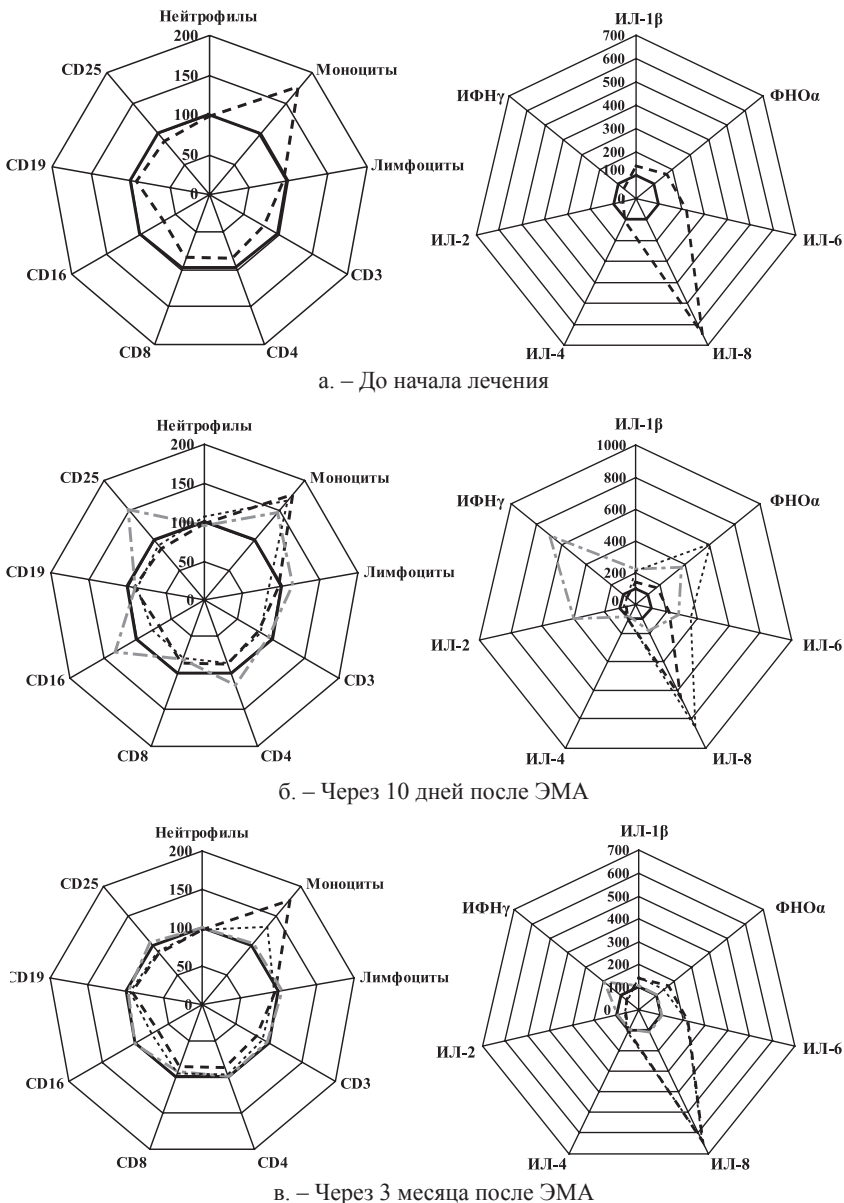 Нейтрофилы
200
150
100
50
0
Моноциты
Лимфоциты
CD3
CD4
CD8
CD16
CD19
CD25
ИЛ-1β
700
600
500
400
300
200
100
0
ФНОα
ИЛ-6
ИЛ-8
ИЛ-4
ИЛ-2
ИФНγ
а. – До начала лечения
Нейтрофилы
200
150
100
50
0
Моноциты
Лимфоциты
CD3
CD4
CD8
CD16
CD19
CD25
ИЛ-1β
1000
800
600
400
200
0
ФНОα
ИЛ-6
ИЛ-8
ИЛ-4
ИЛ-2
ИФНγ
б. – Через 10 дней после ЭМА
Нейтрофилы
200
150
100
50
0
Моноциты
Лимфоциты
CD3
CD4
CD8
CD16
CD19
CD25
ИЛ-1β
700
600
500
400
300
200
100
0
ФНОα
ИЛ-6
ИЛ-8
ИЛ-4
ИЛ-2
ИФНγ
в. – Через 3 месяца после ЭМА